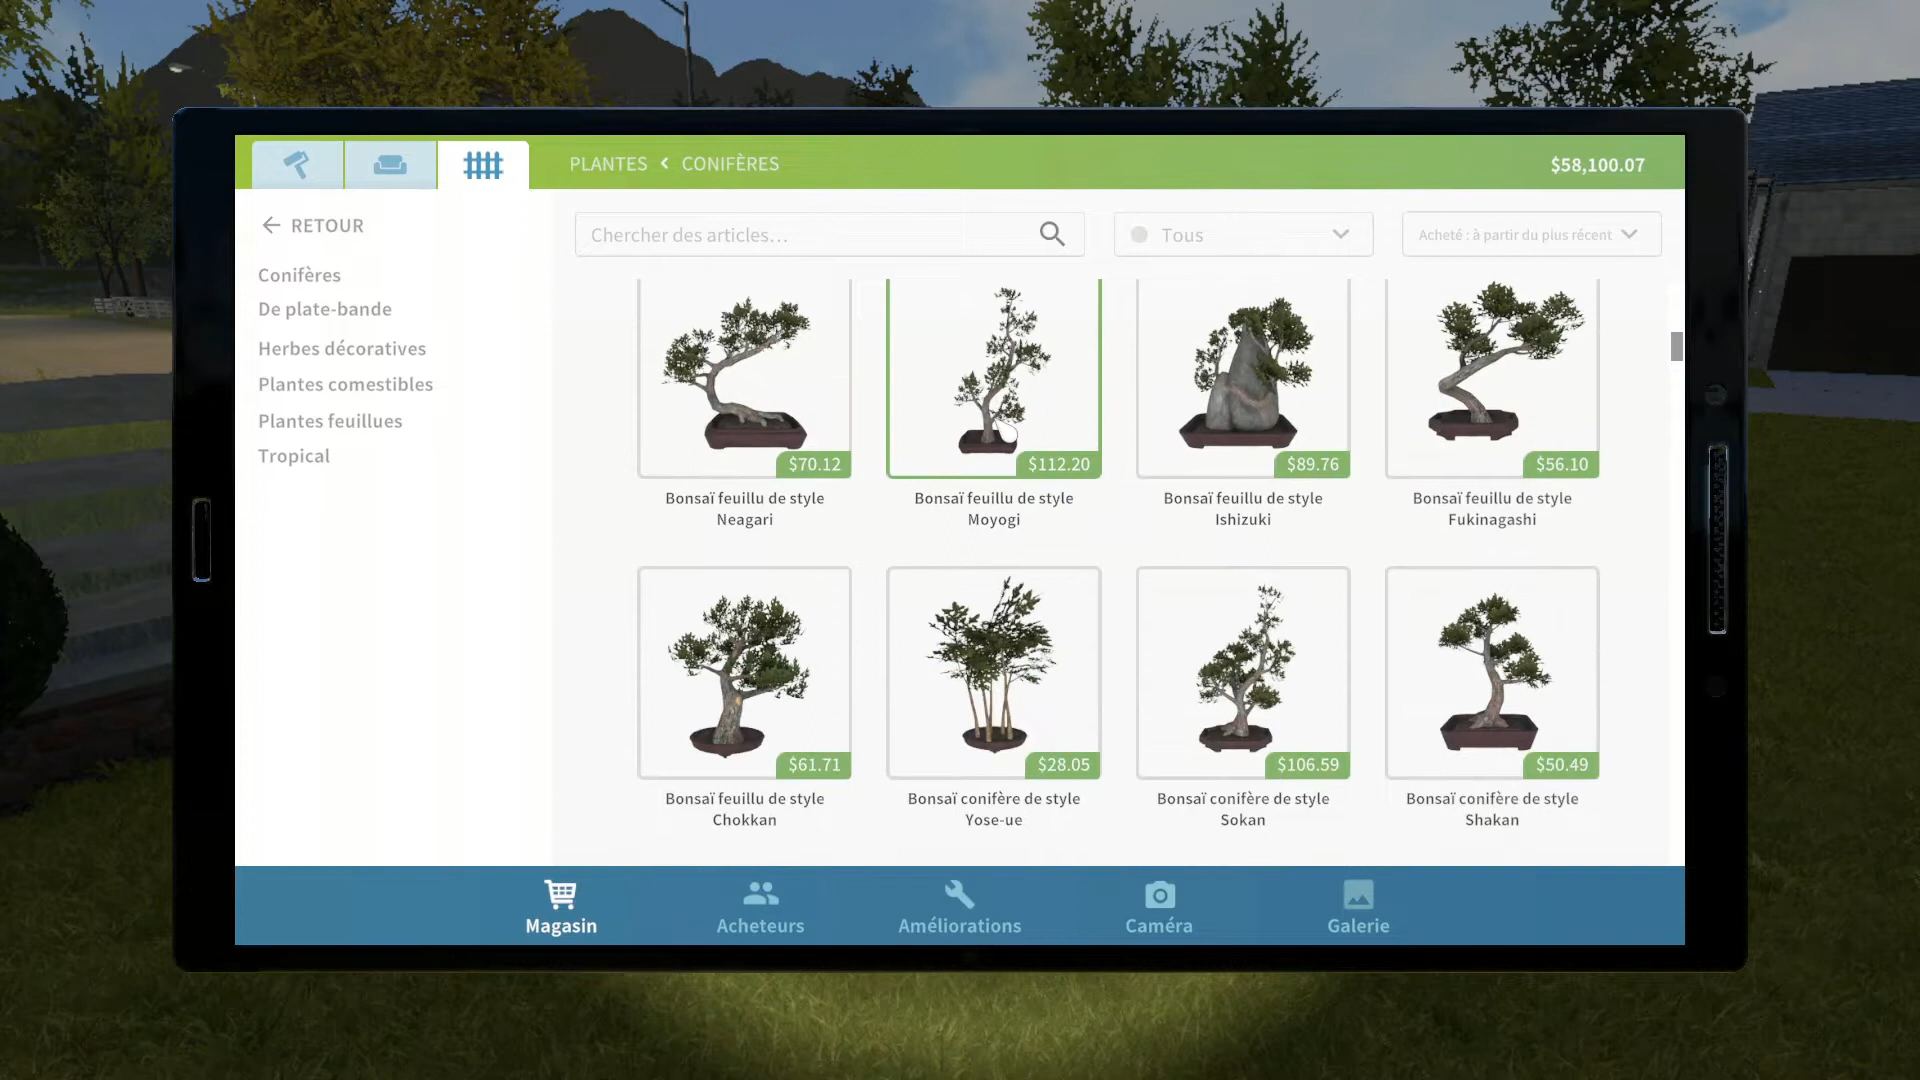 PLANTES < CONIFÈRES
$58,100.07
RETOUR
Conifères
De plate-bande
Herbes décoratives
Plantes comestibles
Plantes feuillues
Tropical
Chercher des articles...
Tous
Acheté : à partir du plus récent
$70.12
$112.20
$89.76
$56.10
Bonsaï feuillu de style
Neagari
Bonsaï feuillu de style
Moyogi
Bonsaï feuillu de style
Ishizuki
Bonsaï feuillu de style
Fukinagashi
$61.71
$28.05
$106.59
$50.49
Bonsaï feuillu de style
Chokkan
Bonsaï conifère de style
Yose-ue
Bonsaï conifère de style
Sokan
Bonsaï conifère de style
Shakan
Magasin
Acheteurs
Améliorations
Caméra
Galerie